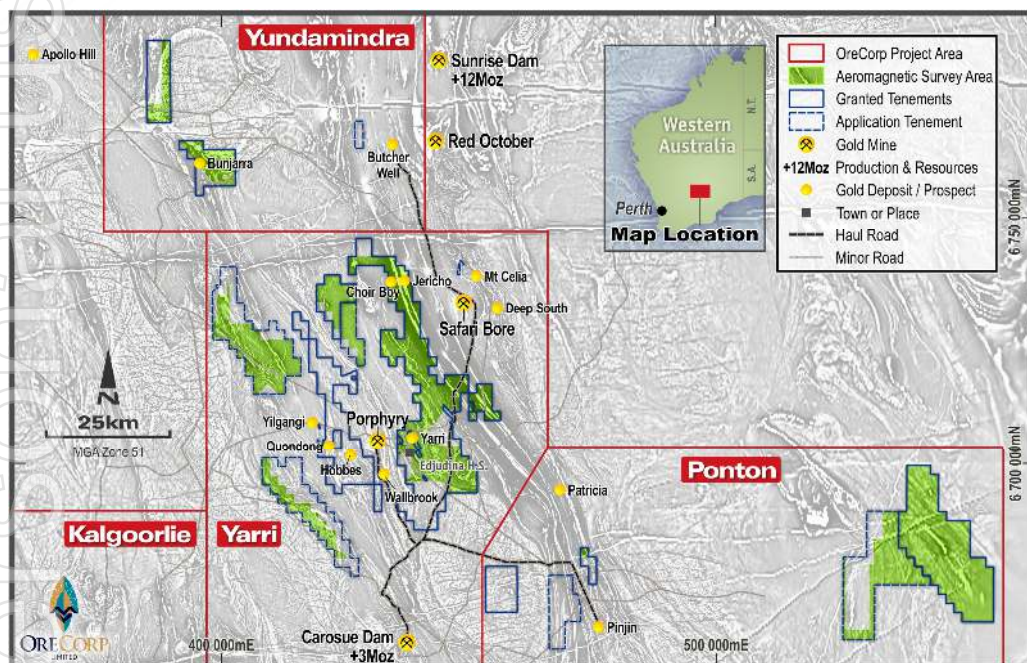 Yundamindra
Apollo Hill
Sunrise Dam
+12Moz
Red October
Butcher
Well
Bunjarra
Western
Australia
N.T.
S.A.
Perth
Map Location
OreCorp Project Area
Aeromagnetic Survey Area
Granted Tenements
Application Tenement
Gold Mine
+12Moz Production & Resources
Gold Deposit / Prospect
Town or Place
Haul Road
Minor Road
6 750 000mN
Choir Boy
Jericho
Mt Celia
Deep South
Safari Bore
N
25km
MGA Zone 51
Yilgangi
Porphyry
Yarri
Quondong
Hobbes
Edjudina H.S.
Wallbrook
Patricia
Ponton
6 700 000mN
Kalgoorlie
Yarri
Pinjin
ORECORP
LIMITED
400 000mE
Carosue Dam
+3Moz
500 000mE